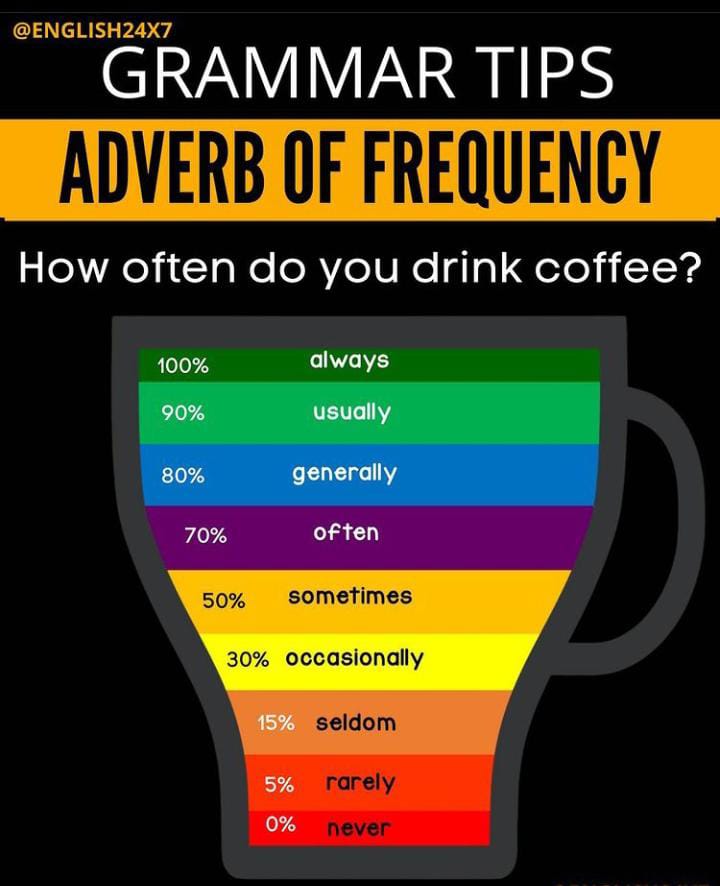 @ENGLISH24X7
GRAMMAR TIPS
ADVERB OF FREQUENCY
How often do you drink coffee?
100% always
90% usually
80% generally
70% often
50% sometimes
30% occasionally
15% seldom
5% rarely
0% never